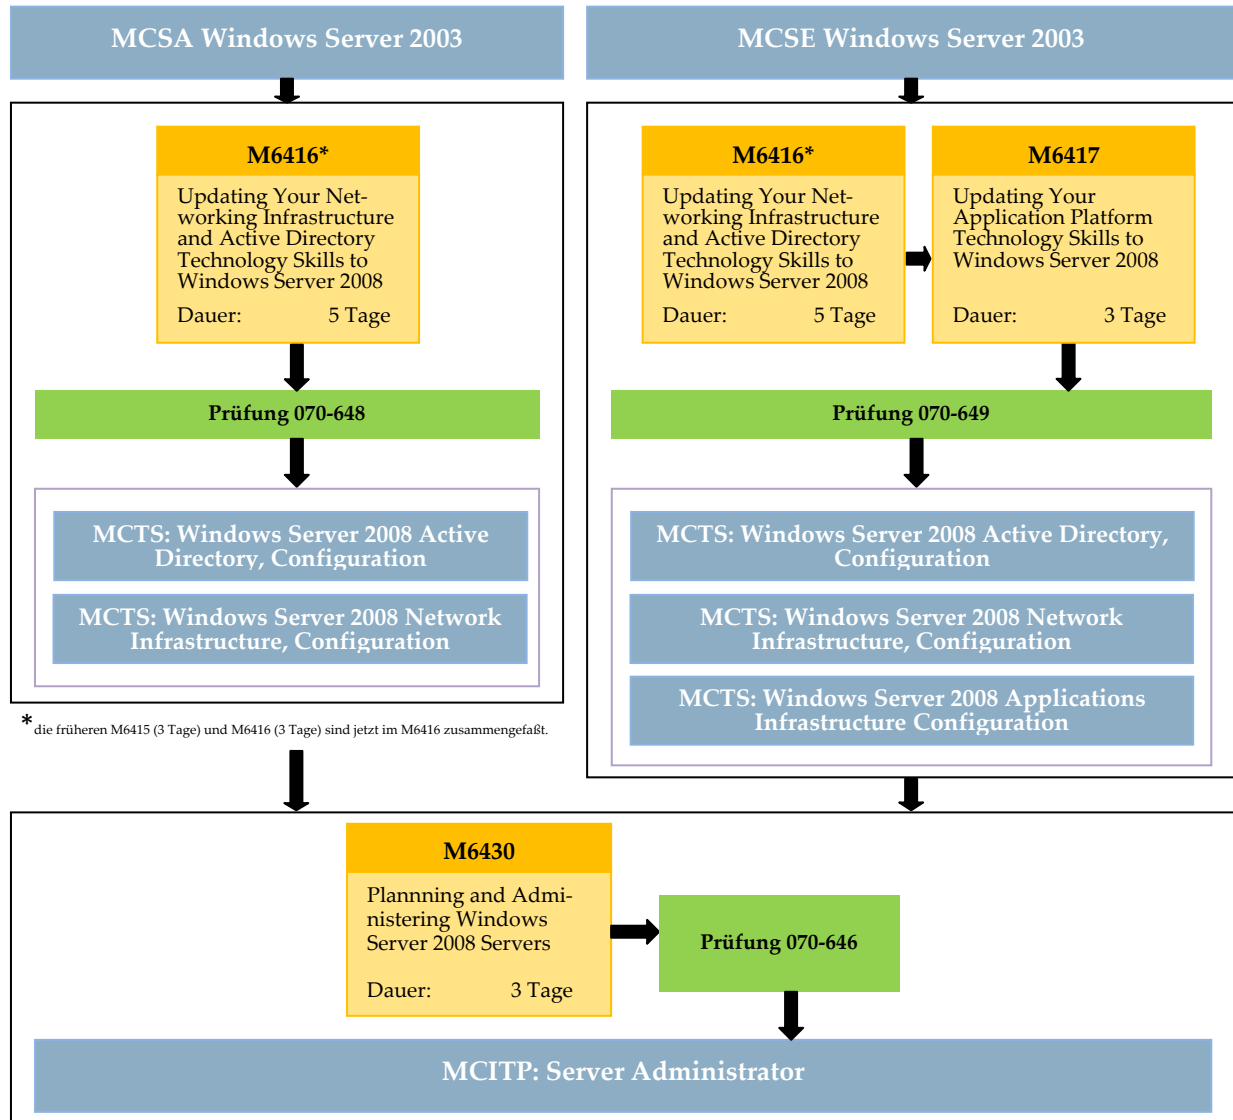 MCSA Windows Server 2003
M6416*
Updating Your Net-
working Infrastructure
and Active Directory
Technology Skills to
Windows Server 2008
Dauer: 5 Tage
Prüfung 070-648
MCTS: Windows Server 2008 Active
Directory, Configuration
MCTS: Windows Server 2008 Network
Infrastructure, Configuration
* die früheren M6415 (3 Tage) und M6416 (3 Tage) sind jetzt im M6416 zusammengefaßt.
MCSE Windows Server 2003
M6416*
Updating Your Net-
working Infrastructure
and Active Directory
Technology Skills to
Windows Server 2008
Dauer: 5 Tage
M6417
Updating Your
Application Platform
Technology Skills to
Windows Server 2008
Dauer: 3 Tage
Prüfung 070-649
MCTS: Windows Server 2008 Active Directory,
Configuration
MCTS: Windows Server 2008 Network
Infrastructure, Configuration
MCTS: Windows Server 2008 Applications
Infrastructure Configuration
M6430
Plannning and Admi-
nistering Windows
Server 2008 Servers
Dauer: 3 Tage
Prüfung 070-646
MCITP: Server Administrator